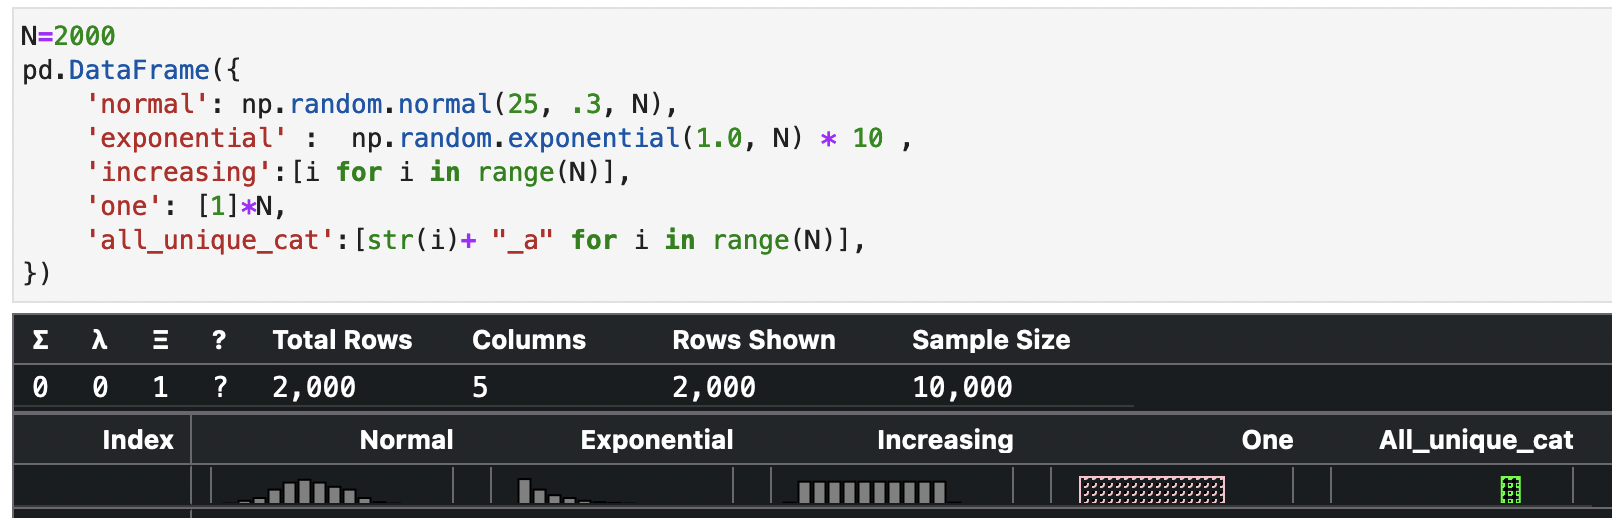 N=2000
pd.DataFrame({
    'normal': np.random.normal(25, .3, N),
    'exponential' :  np.random.exponential(1.0, N) * 10 ,
    'increasing':[i for i in range(N)],
    'one': [1]*N,
    'all_unique_cat':[str(i)+ "_a" for i in range(N)],
})
Σ λ Ξ ? Total Rows Columns Rows Shown Sample Size
0 0 1 ? 2,000 5 2,000 10,000
Index Normal Exponential Increasing One All_unique_cat